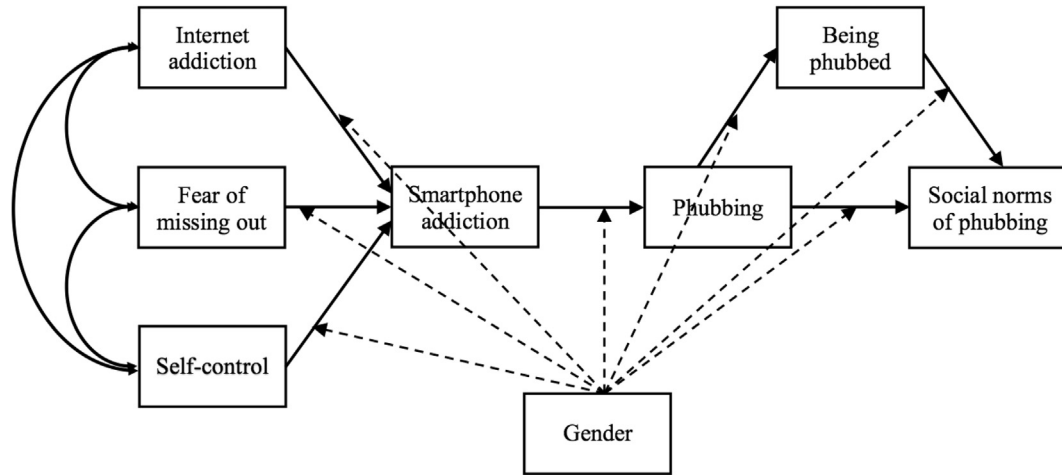 Internet
addiction
Fear of
missing out
Self-control
Smartphone
addiction
Phubbing
Being
phubbed
Social norms
of phubbing
Gender